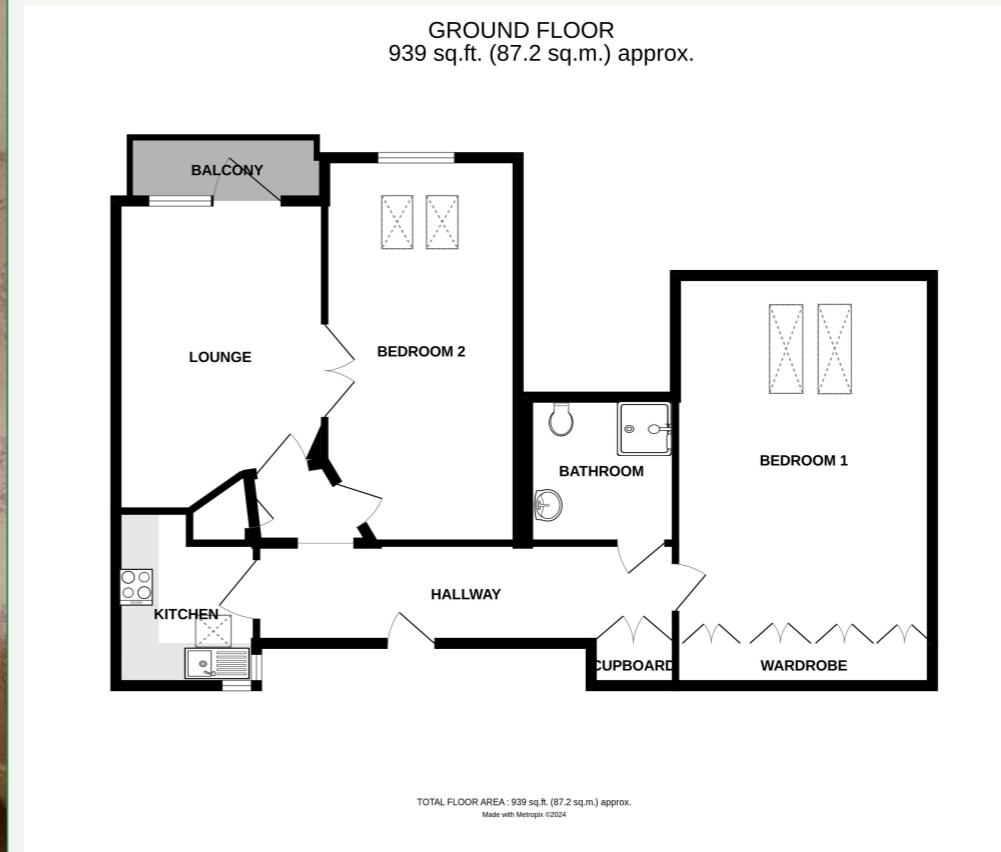 GROUND FLOOR
939 sq.ft. (87.2 sq.m.) approx.
BALCONY
LOUNGE
BEDROOM 2
BEDROOM 1
BATHROOM
HALLWAY
KITCHEN
CUPBOARD
WARDROBE
TOTAL FLOOR AREA : 939 sq.ft. (87.2 sq.m.) approx.
Made with Metropix ©2024